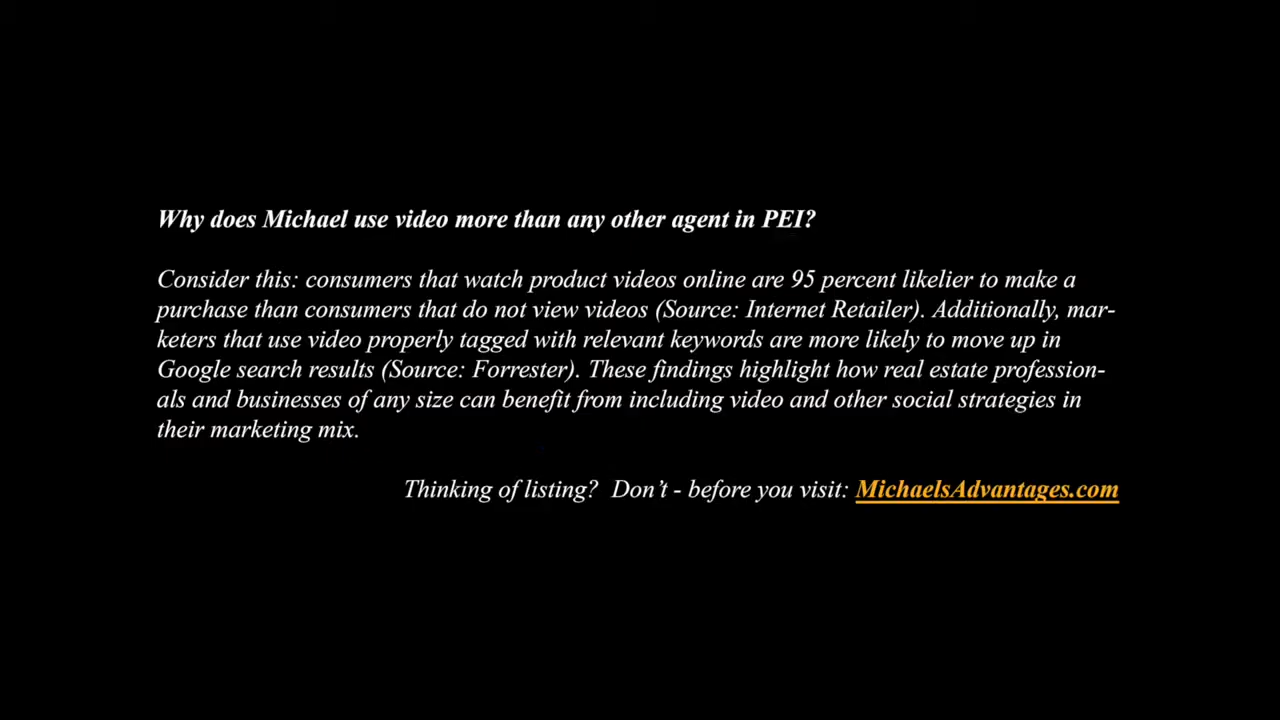 Why does Michael use video more than any other agent in PEI?
Consider this: consumers that watch product videos online are 95 percent likelier to make a
purchase than consumers that do not view videos (Source: Internet Retailer). Additionally, mar-
keters that use video properly tagged with relevant keywords are more likely to move up in
Google search results (Source: Forrester). These findings highlight how real estate profession-
als and businesses of any size can benefit from including video and other social strategies in
their marketing mix.
Thinking of listing?  Don’t - before you visit: MichaelsAdvantages.com